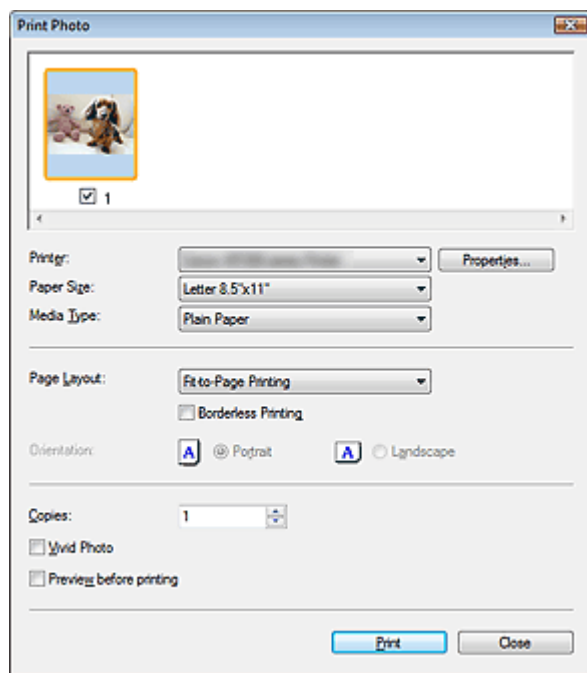 Print Photo
1
Printer:
Properties...
Paper Size: Letter 8.5"x11"
Media Type: Plain Paper
Page Layout: Fit-to-Page Printing
Borderless Printing
Orientation: A Portrait A Landscape
Copies: 1
Vivid Photo
Preview before printing
Print Close